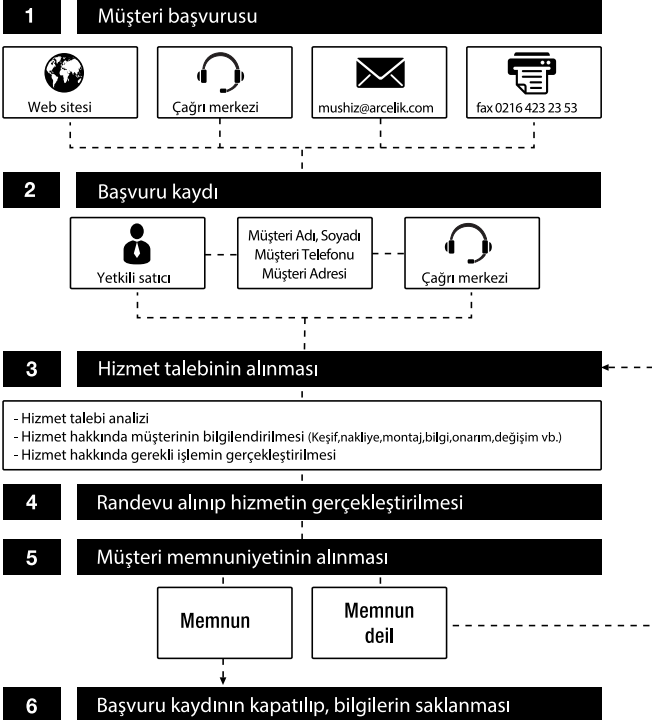 1 Müşteri başvurusu
Web sitesi
Çağrı merkezi
mushiz@arcelik.com
fax 0216 423 23 53
2 Başvuru kaydı
Yetkili satıcı
Müşteri Adı, Soyadı
Müşteri Telefonu
Müşteri Adresi
Çağrı merkezi
3 Hizmet talebinin alınması
- Hizmet talebi analizi
- Hizmet hakkında müşterinin bilgilendirilmesi (Keşif,nakliye,montaj,bilgi,onarım,değişim vb.)
- Hizmet hakkında gerekli işlemin gerçekleştirilmesi
4 Randevu alınıp hizmetin gerçekleştirilmesi
5 Müşteri memnuniyetinin alınması
Memnun
Memnun
deil
6 Başvuru kaydının kapatılıp, bilgilerin saklanması